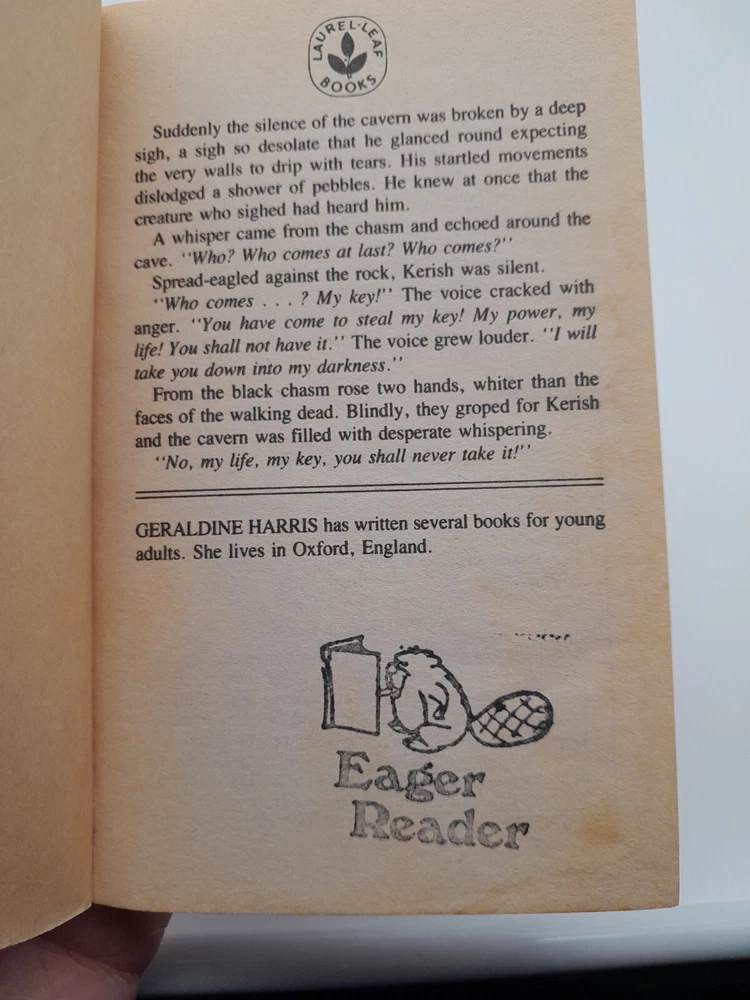 LAUREL-LEAF
BOOKS
Suddenly the silence of the cavern was broken by a deep
sigh, a sigh so desolate that he glanced round expecting
the very walls to drip with tears. His startled movements
dislodged a shower of pebbles. He knew at once that the
creature who sighed had heard him.
A whisper came from the chasm and echoed around the
cave. "Who? Who comes at last? Who comes?"
Spread-eagled against the rock, Kerish was silent.
"Who comes . . . ? My key!" The voice cracked with
anger. "You have come to steal my key! My power, my
life! You shall not have it." The voice grew louder. "I will
take you down into my darkness."
From the black chasm rose two hands, whiter than the
faces of the walking dead. Blindly, they groped for Kerish
and the cavern was filled with desperate whispering.
"No, my life, my key, you shall never take it!"
GERALDINE HARRIS has written several books for young
adults. She lives in Oxford, England.
Eager
Reader